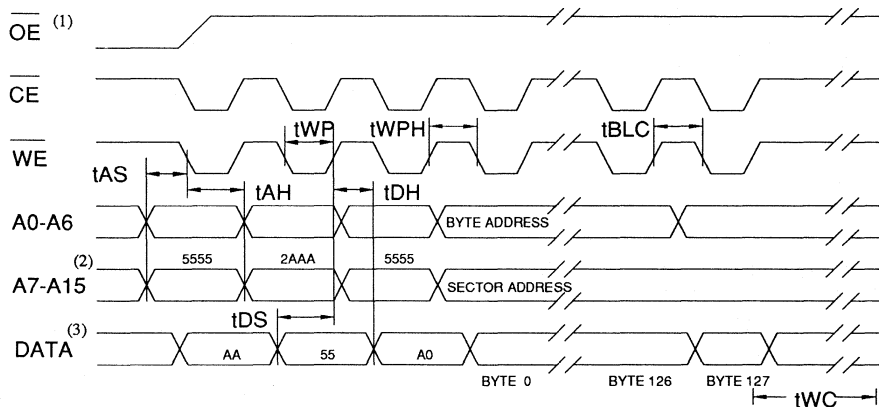 OE (1)
CE
tWP tWPH tBLC
WE
tAS
tAH tDH
A0-A6 BYTE ADDRESS
5555 2AAA 5555
(2)
A7-A15 SECTOR ADDRESS
tDS
(3)
DATA AA 55 A0
BYTE 0 BYTE 126 BYTE 127
tWC